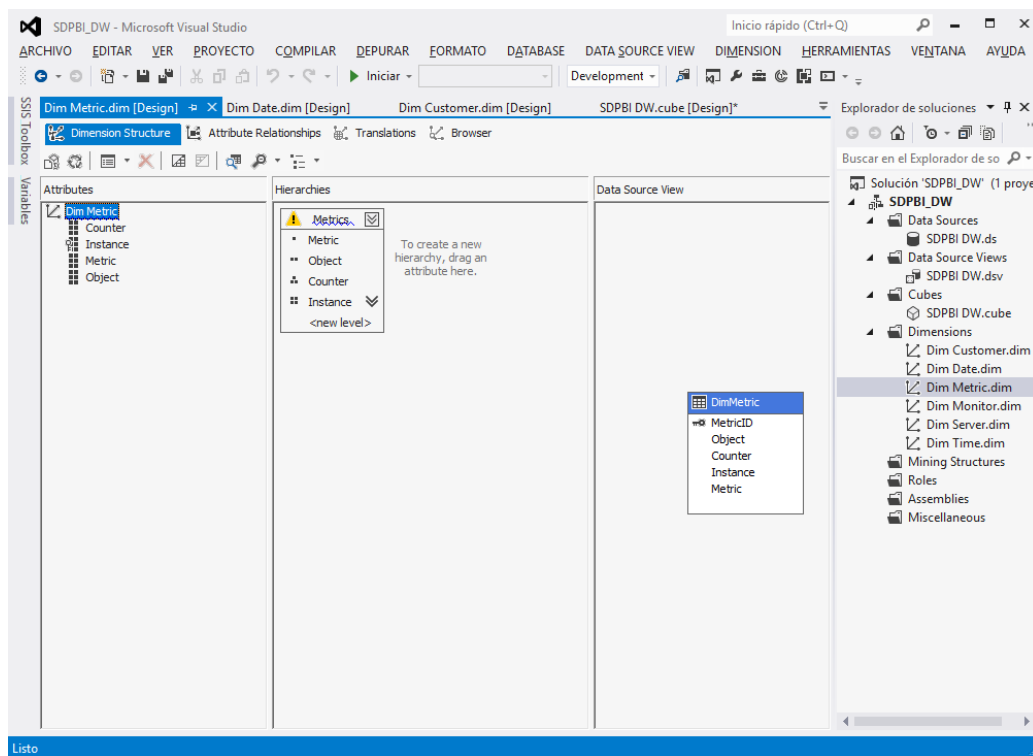 SDPBI_DW - Microsoft Visual Studio
Inicio rápido (Ctrl+Q)
ARCHIVO EDITAR VER PROYECTO COMPILAR DEPURAR FORMATO DATABASE DATA SOURCE VIEW DIMENSION HERRAMIENTAS VENTANA AYUDA
Iniciar
Development
SSIS Toolbox
Variables
Dim Metric.dim [Design] Dim Date.dim [Design] Dim Customer.dim [Design] SDPBI DW.cube [Design]*
Dimension Structure Attribute Relationships Translations Browser
Attributes
Dim Metric
Counter
Instance
Metric
Object
Hierarchies
Metrics
Metric
Object
Counter
Instance
<new level>
To create a new
hierarchy, drag an
attribute here.
Data Source View
DimMetric
MetricID
Object
Counter
Instance
Metric
Explorador de soluciones
Buscar en el Explorador de so
Solución 'SDPBI_DW' (1 proye
SDPBI_DW
Data Sources
SDPBI DW.ds
Data Source Views
SDPBI DW.dsv
Cubes
SDPBI DW.cube
Dimensions
Dim Customer.dim
Dim Date.dim
Dim Metric.dim
Dim Monitor.dim
Dim Server.dim
Dim Time.dim
Mining Structures
Roles
Assemblies
Miscellaneous
Listo